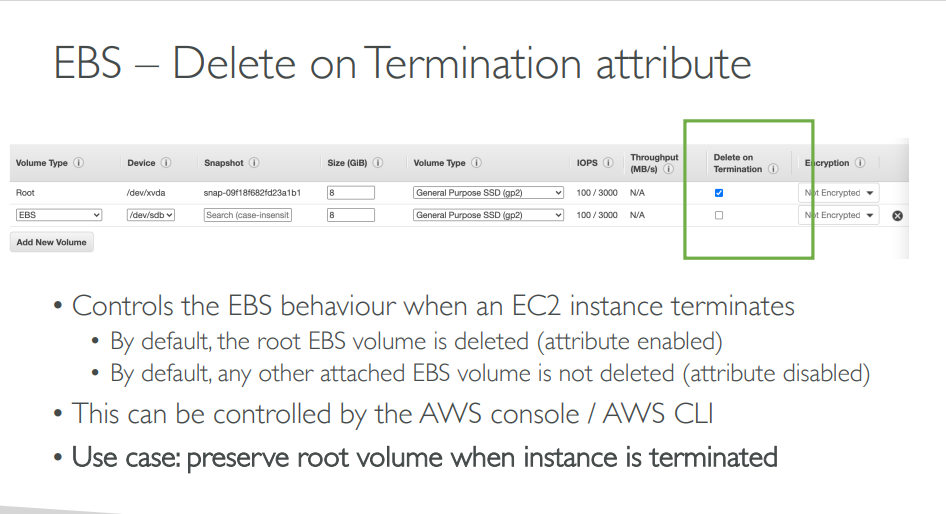 EBS – Delete on Termination attribute
Volume Type Device Snapshot Size (GiB) Volume Type IOPS Throughput (MB/s) Delete on Termination Encryption
Root /dev/xvda snap-09f18f682fd23a1b1 8 General Purpose SSD (gp2) 100 / 3000 N/A Not Encrypted
EBS /dev/sdb Search (case-insensit 8 General Purpose SSD (gp2) 100 / 3000 N/A Not Encrypted
Add New Volume
• Controls the EBS behaviour when an EC2 instance terminates
• By default, the root EBS volume is deleted (attribute enabled)
• By default, any other attached EBS volume is not deleted (attribute disabled)
• This can be controlled by the AWS console / AWS CLI
• Use case: preserve root volume when instance is terminated